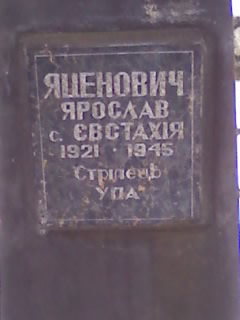 ЯЦЕНОВИЧ
ЯРОСЛАВ
с. ЄВСТАХІЯ
1921 · 1945
Стрілець
УПА